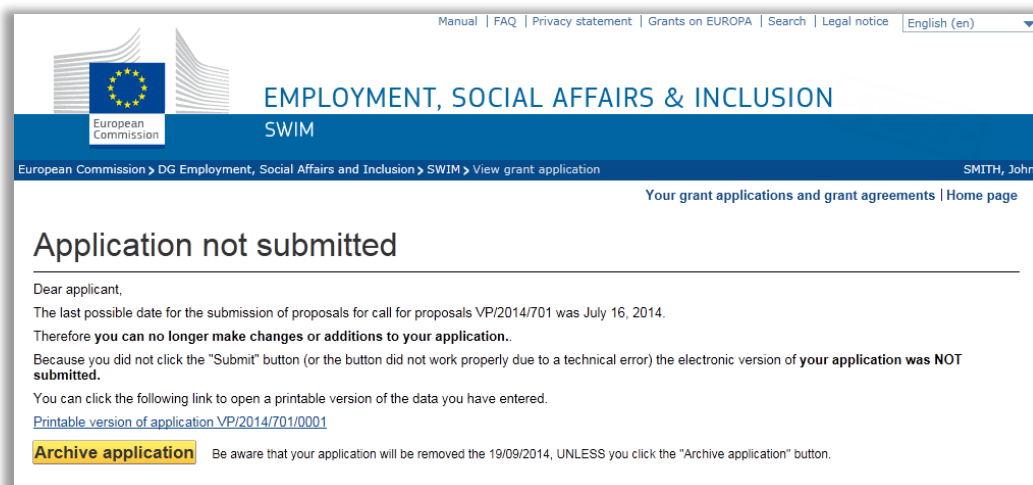 Manual | FAQ | Privacy statement | Grants on EUROPA | Search | Legal notice English (en)
European
Commission
EMPLOYMENT, SOCIAL AFFAIRS & INCLUSION
SWIM
European Commission > DG Employment, Social Affairs and Inclusion > SWIM > View grant application SMITH, John
Your grant applications and grant agreements | Home page
Application not submitted
Dear applicant,
The last possible date for the submission of proposals for call for proposals VP/2014/701 was July 16, 2014.
Therefore you can no longer make changes or additions to your application..
Because you did not click the "Submit" button (or the button did not work properly due to a technical error) the electronic version of your application was NOT
submitted.
You can click the following link to open a printable version of the data you have entered.
Printable version of application VP/2014/701/0001
Archive application Be aware that your application will be removed the 19/09/2014, UNLESS you click the "Archive application" button.